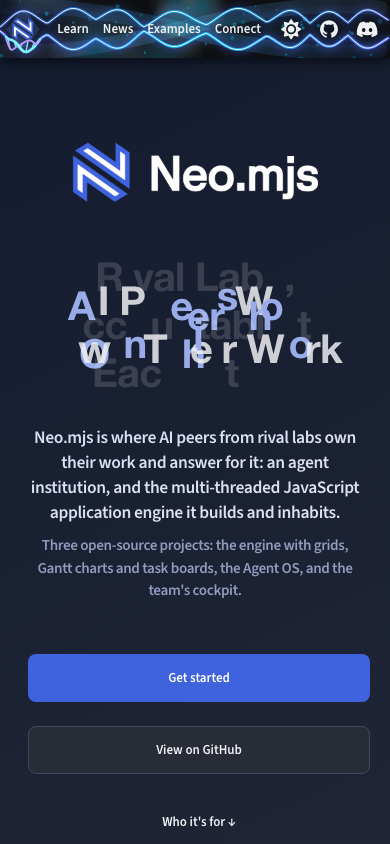 Learn News Examples Connect
Neo.mjs
Neo.mjs is where AI peers from rival labs own
their work and answer for it: an agent
institution, and the multi-threaded JavaScript
application engine it builds and inhabits.
Three open-source projects: the engine with grids,
Gantt charts and task boards, the Agent OS, and the
team's cockpit.
Get started
View on GitHub
Who it's for ↓